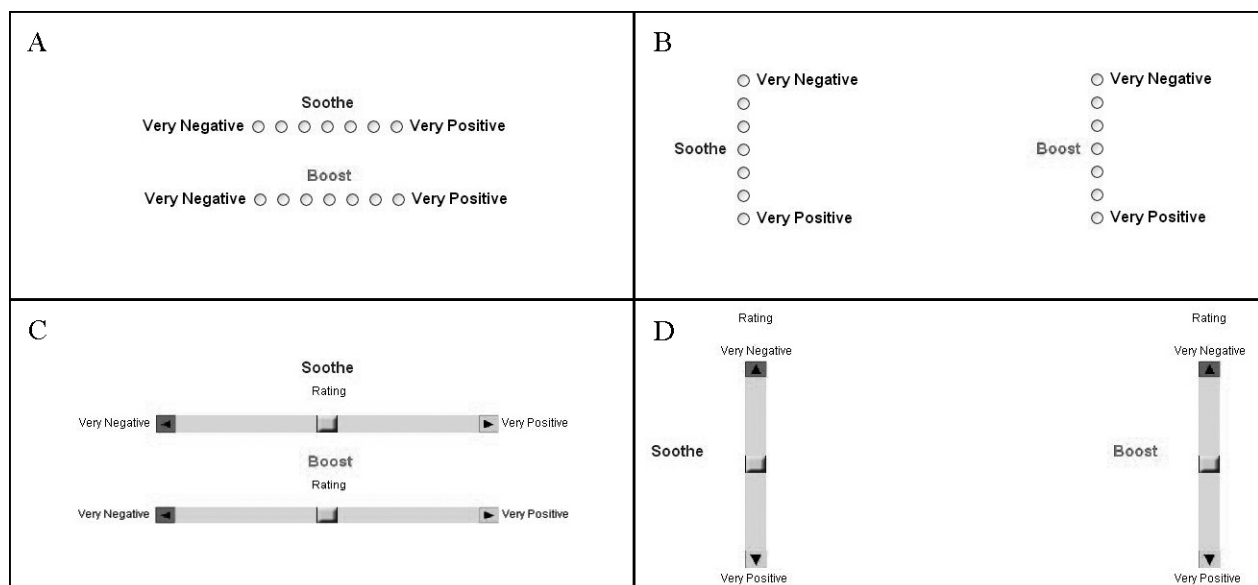 A
Soothe
Very Negative Very Positive
Boost
Very Negative Very Positive
B
Very Negative Very Negative
Soothe Boost
Very Positive Very Positive
C
Soothe
Rating
Very Negative Very Positive
Boost
Rating
Very Negative Very Positive
D
Rating Rating
Very Negative Very Negative
Soothe Boost
Very Positive Very Positive